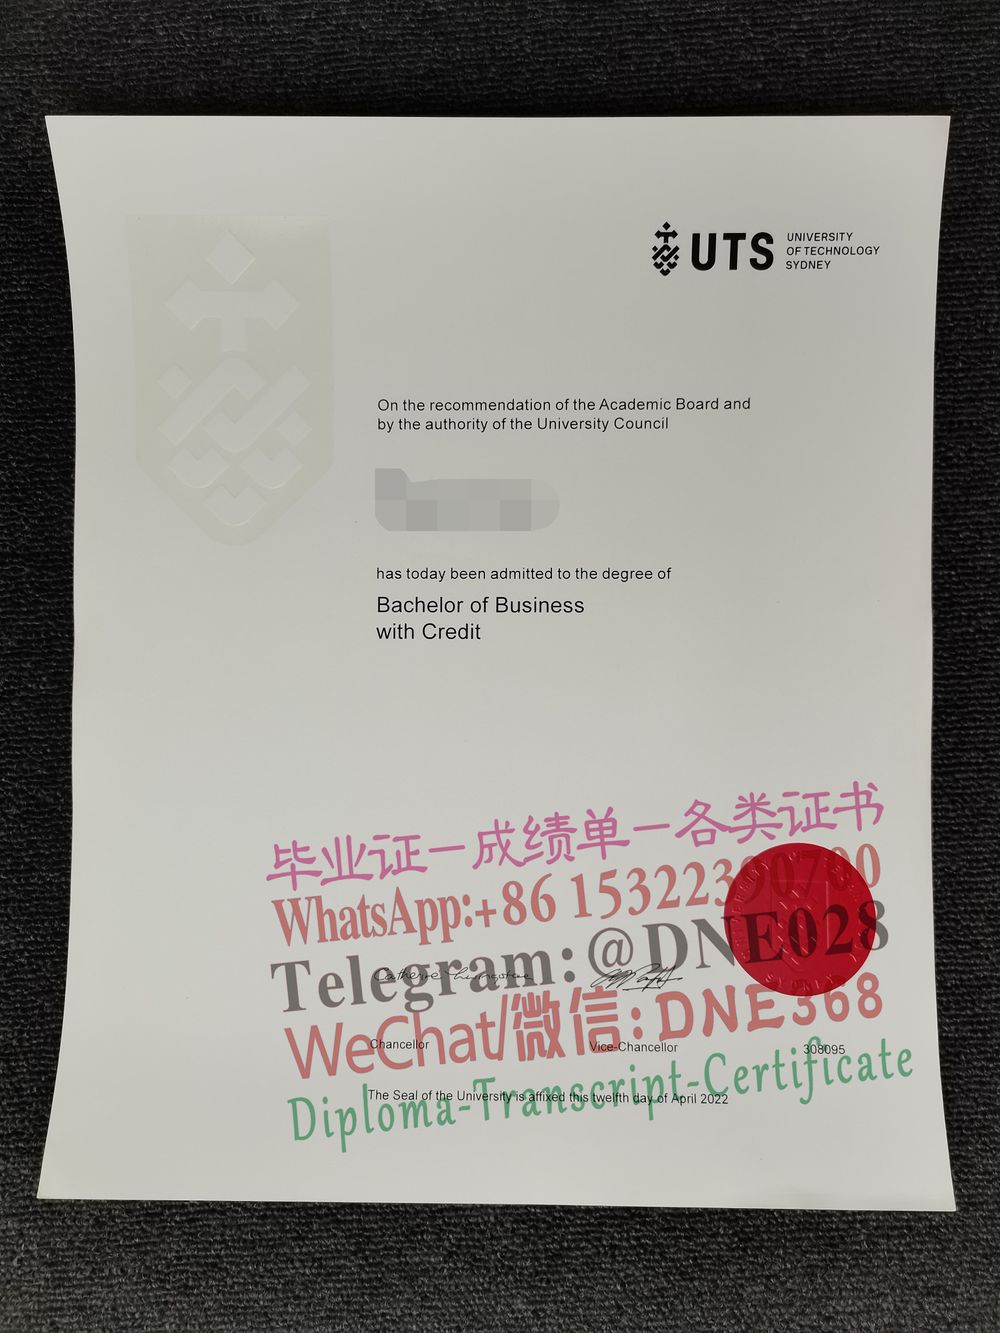 UTS
UNIVERSITY
OF TECHNOLOGY
SYDNEY
On the recommendation of the Academic Board and
by the authority of the University Council
has today been admitted to the degree of
Bachelor of Business
with Credit
毕业证—成绩单—各类证书
WhatsApp:+86 15322390700
Telegram:@DNE028
WeChat/微信:DNE368
Chancellor
Vice-Chancellor
308095
Diploma-Transcript-Certificate
The Seal of the University is affixed this twelfth day of April 2022